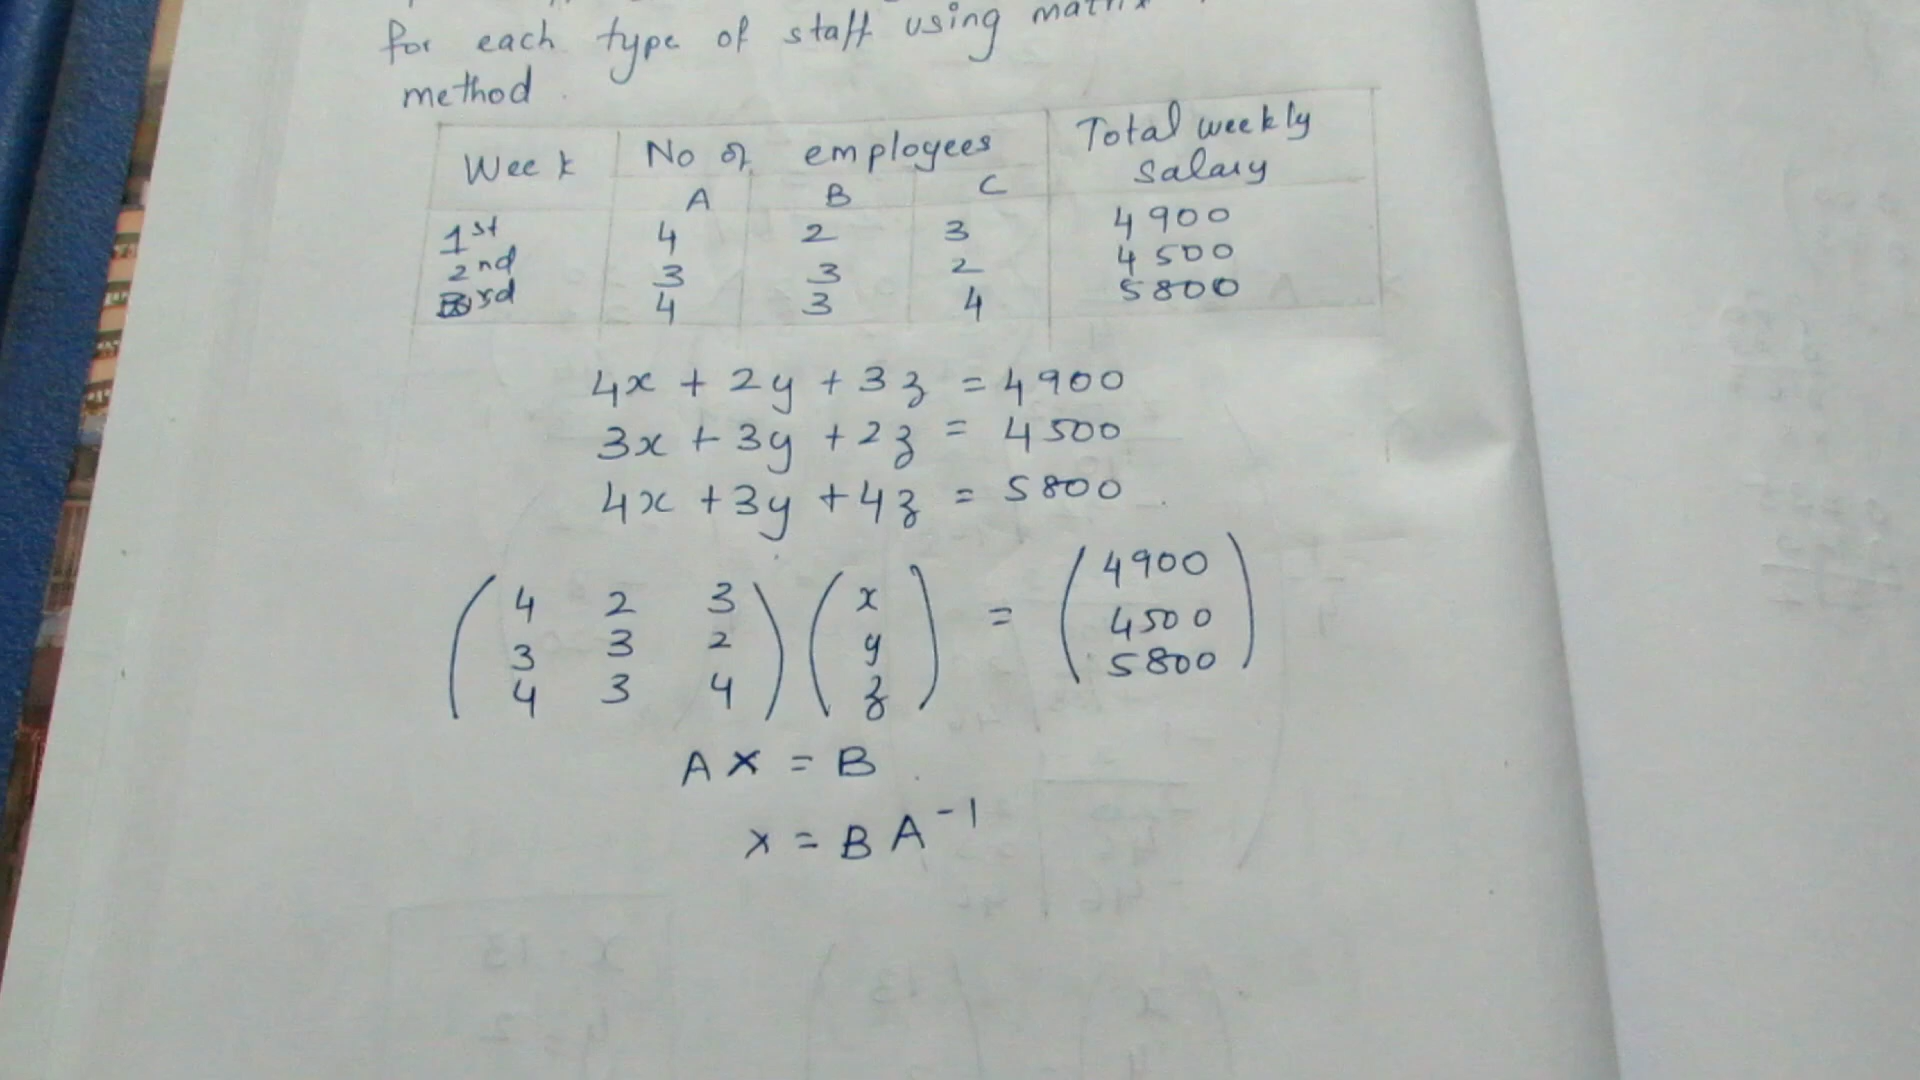 for each type of staff using matrix
method.
Week No of employees Total weekly salary
A B C
1st 4 2 3 4900
2nd 3 3 2 4500
3rd 4 3 4 5800
4x + 2y + 3z = 4900
3x + 3y + 2z = 4500
4x + 3y + 4z = 5800
4 2 3 x 4900
3 3 2 y = 4500
4 3 4 z 5800
AX = B
x = B A⁻¹